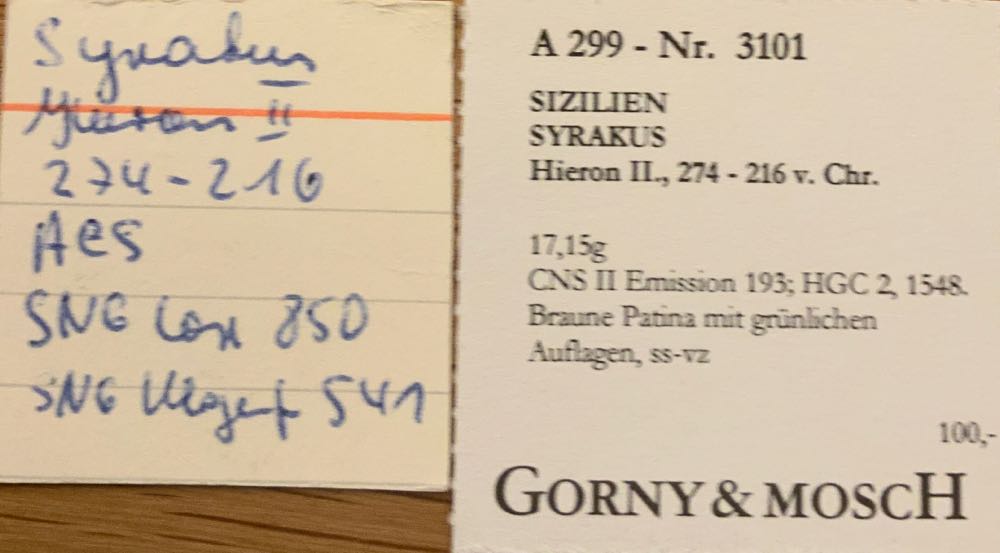 Syrakus
Hieron II
274-216
Aes
SNG Cop 850
SNG 541
A 299 - Nr. 3101
SIZILIEN
SYRAKUS
Hieron II., 274 - 216 v. Chr.
17,15g
CNS II Emission 193; HGC 2, 1548.
Braune Patina mit grünlichen
Auflagen, ss-vz
100,-
GORNY & MOSCH